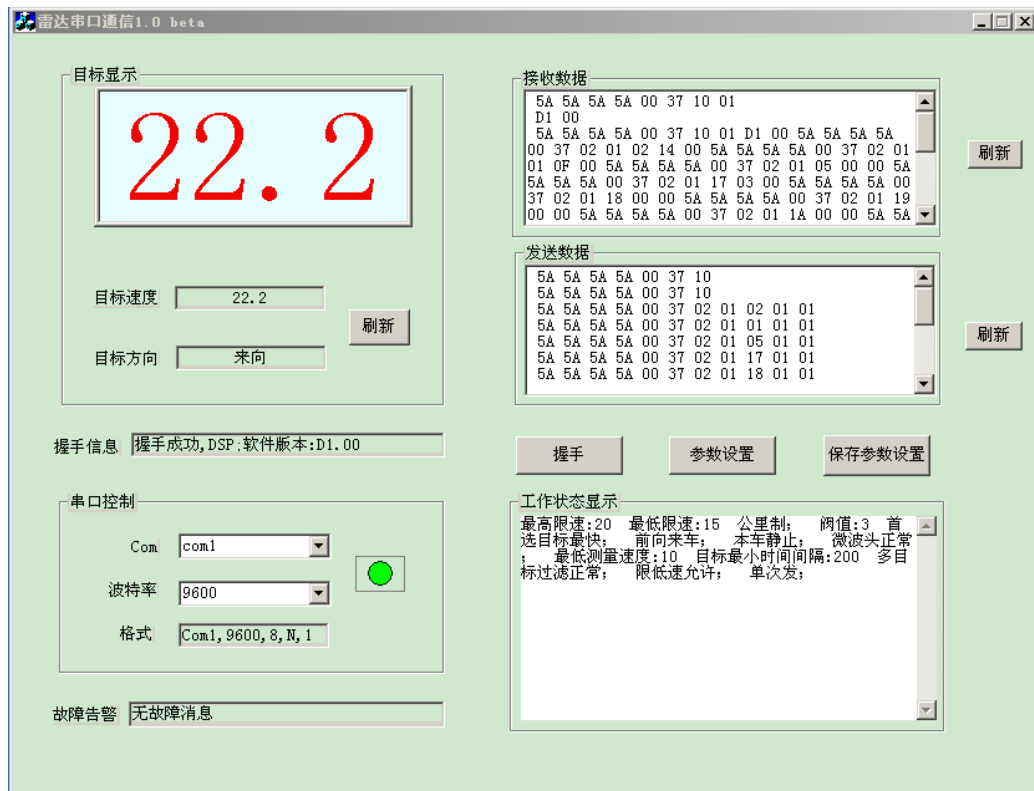 雷达串口通信1.0 beta
目标显示
22.2
目标速度 22.2
刷新
目标方向 来向
握手信息 握手成功,DSP;软件版本:D1.00
串口控制
Com com1
波特率 9600
格式 Com1,9600,8,N,1
故障告警 无故障消息
接收数据
5A 5A 5A 5A 00 37 10 01
D1 00
5A 5A 5A 5A 00 37 10 01 D1 00 5A 5A 5A 5A
00 37 02 01 02 14 00 5A 5A 5A 5A 00 37 02 01
01 0F 00 5A 5A 5A 5A 00 37 02 01 05 00 00 5A
5A 5A 5A 00 37 02 01 17 03 00 5A 5A 5A 5A 00
37 02 01 18 00 00 5A 5A 5A 5A 00 37 02 01 19
00 00 5A 5A 5A 5A 00 37 02 01 1A 00 00 5A 5A
刷新
发送数据
5A 5A 5A 5A 00 37 10
5A 5A 5A 5A 00 37 10
5A 5A 5A 5A 00 37 02 01 02 01 01
5A 5A 5A 5A 00 37 02 01 01 01 01
5A 5A 5A 5A 00 37 02 01 05 01 01
5A 5A 5A 5A 00 37 02 01 17 01 01
5A 5A 5A 5A 00 37 02 01 18 01 01
刷新
握手 参数设置 保存参数设置
工作状态显示
最高限速:20 最低限速:15 公里制; 阀值:3 首
选目标最快; 前向来车; 本车静止; 微波头正常
; 最低测量速度:10 目标最小时间间隔:200 多目
标过滤正常; 限低速允许; 单次发;